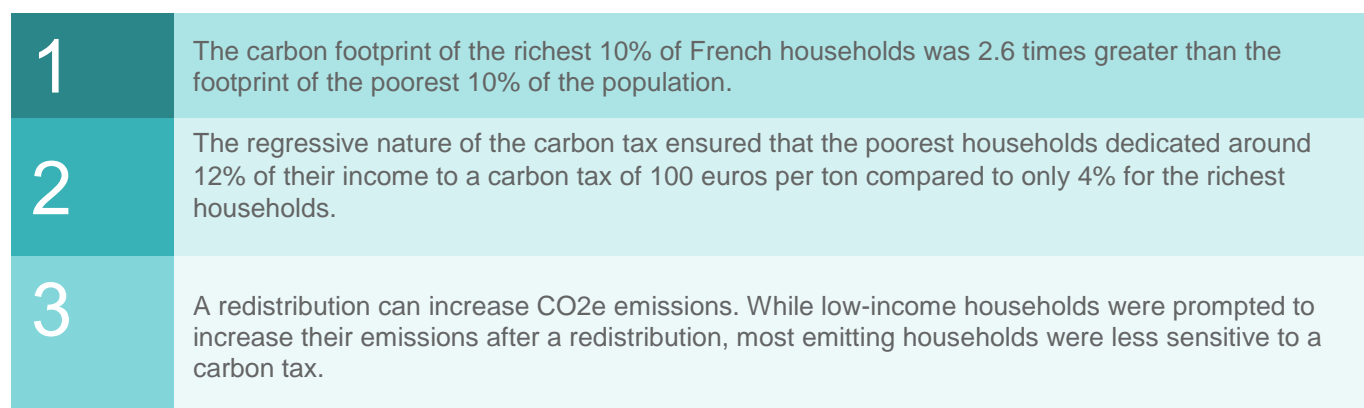 1
The carbon footprint of the richest 10% of French households was 2.6 times greater than the
footprint of the poorest 10% of the population.
2
The regressive nature of the carbon tax ensured that the poorest households dedicated around
12% of their income to a carbon tax of 100 euros per ton compared to only 4% for the richest
households.
3
A redistribution can increase CO2e emissions. While low-income households were prompted to
increase their emissions after a redistribution, most emitting households were less sensitive to a
carbon tax.